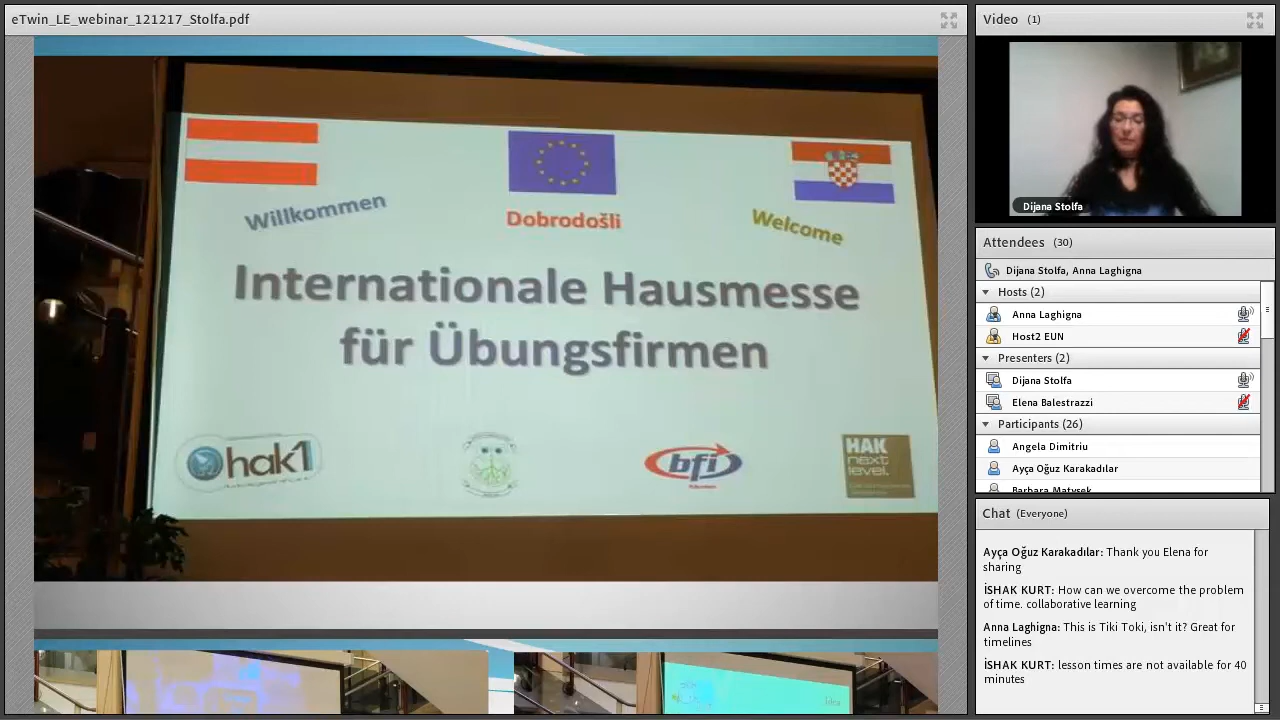 eTwin_LE_webinar_121217_Stolfa.pdf
Willkommen
Dobrodošli
Welcome
Internationale Hausmesse
für Übungsfirmen
hak1
bfi
HAK
next
level.
Idea
Video (1)
Dijana Stolfa
Attendees (30)
Dijana Stolfa, Anna Laghigna
Hosts (2)
Anna Laghigna
Host2 EUN
Presenters (2)
Dijana Stolfa
Elena Balestrazzi
Participants (26)
Angela Dimitriu
Ayça Oğuz Karakadılar
Barbara Matysek
Chat (Everyone)
Ayça Oğuz Karakadılar: Thank you Elena for
sharing
İSHAK KURT: How can we overcome the problem
of time. collaborative learning
Anna Laghigna: This is Tiki Toki, isn't it? Great for
timelines
İSHAK KURT: lesson times are not available for 40
minutes